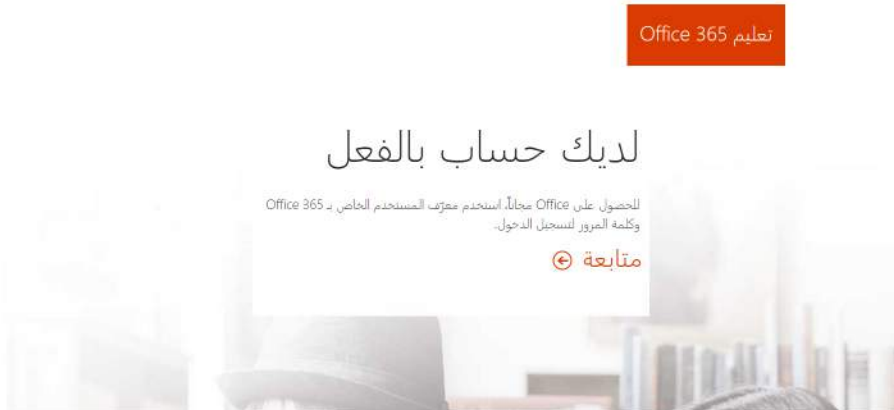 تعليم Office 365
لديك حساب بالفعل
للحصول على Office مجاناً، استخدم معرّف المستخدم الخاص بـ Office 365
وكلمة المرور لتسجيل الدخول.
متابعة